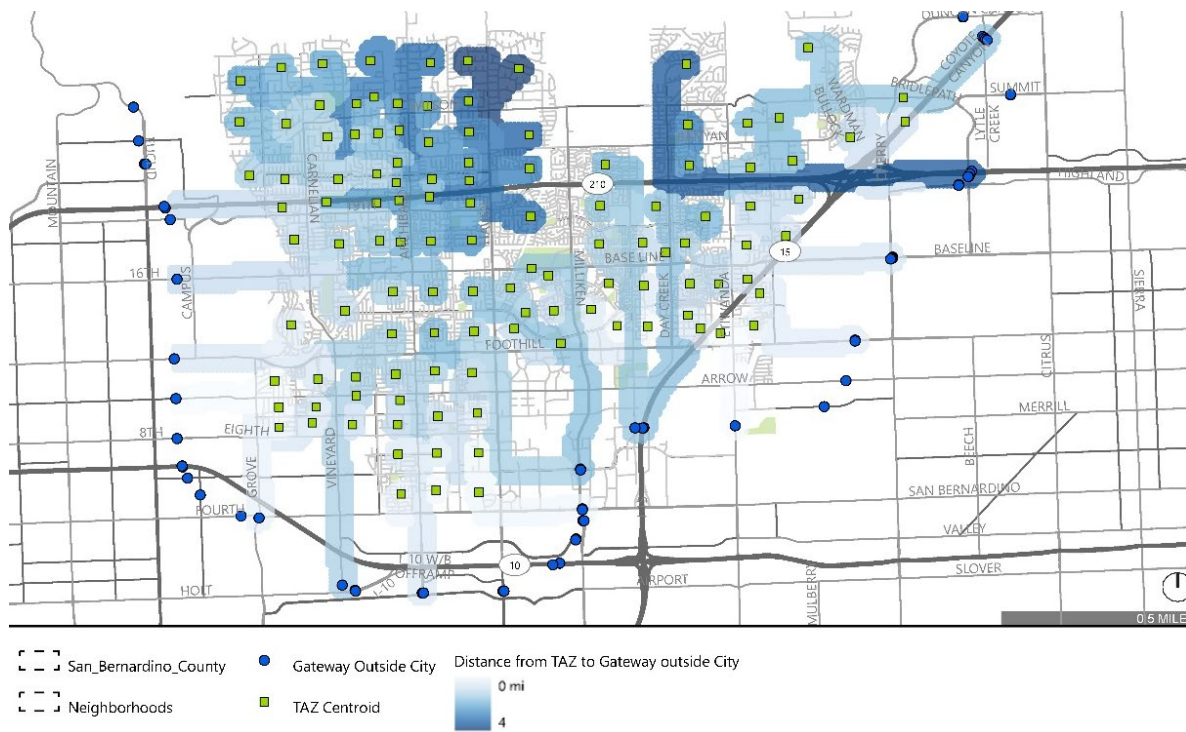 DUNCAN C
COYOTE
CANYON
SUMMIT
BRIDLEPATH
WARDMAN
BULLOCK
LYTLE
CREEK
CHERRY
HIGHLAND
MOUNTAIN
EUCLID
CARNELIAN
19TH
210
16TH
CAMPUS
BASE LINE
BASELINE
15
MILLIKEN
DAY CREEK
ETIWANDA
SIERRA
CITRUS
FOOTHILL
ARROW
MERRILL
8TH
EIGHTH
GROVE
VINEYARD
BEECH
SAN BERNARDINO
FOURTH
VALLEY
10 W/B
OFFRAMP
I-10
10
HOLT
AIRPORT
SLOVER
MULBERRY
0.5 MILE
San_Bernardino_County
Gateway Outside City
Distance from TAZ to Gateway outside City
0 mi
4
Neighborhoods
TAZ Centroid